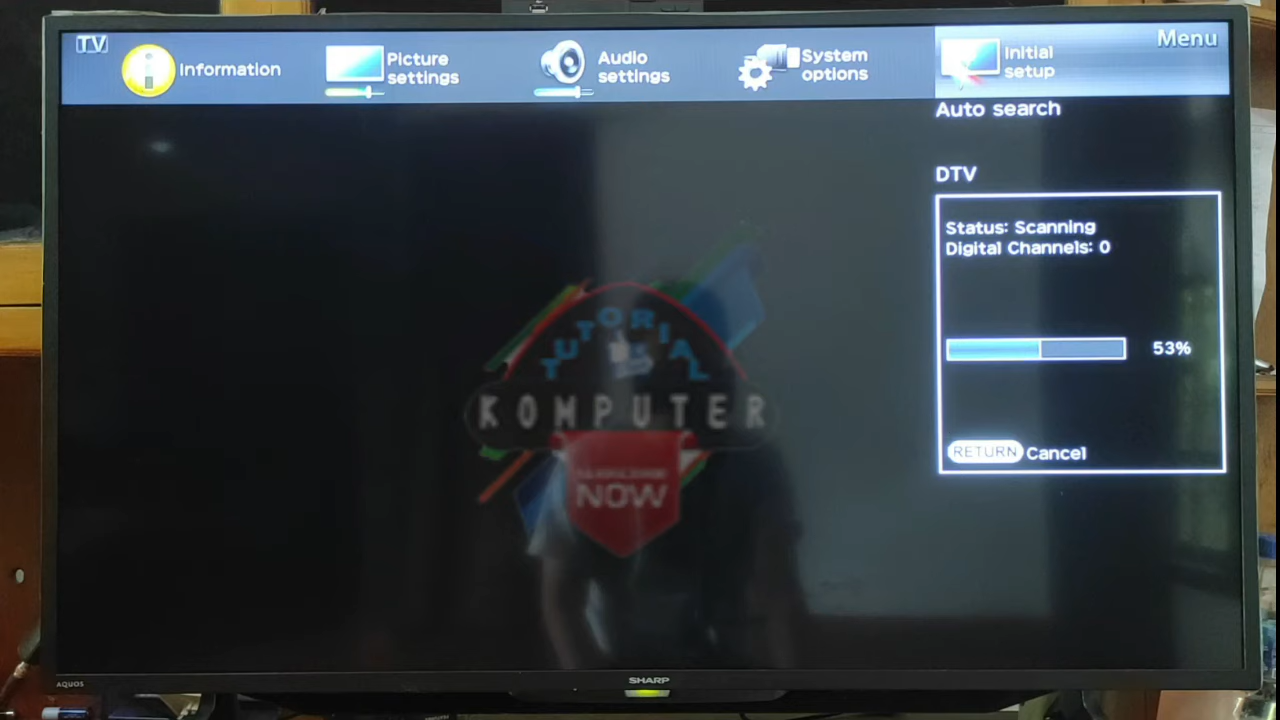 TV
Information
Picture
settings
Audio
settings
System
options
Initial
setup
Menu
Auto search
DTV
Status: Scanning
Digital Channels: 0
53%
RETURN Cancel
TUTORIAL
KOMPUTER
NOW
AQUOS
SHARP